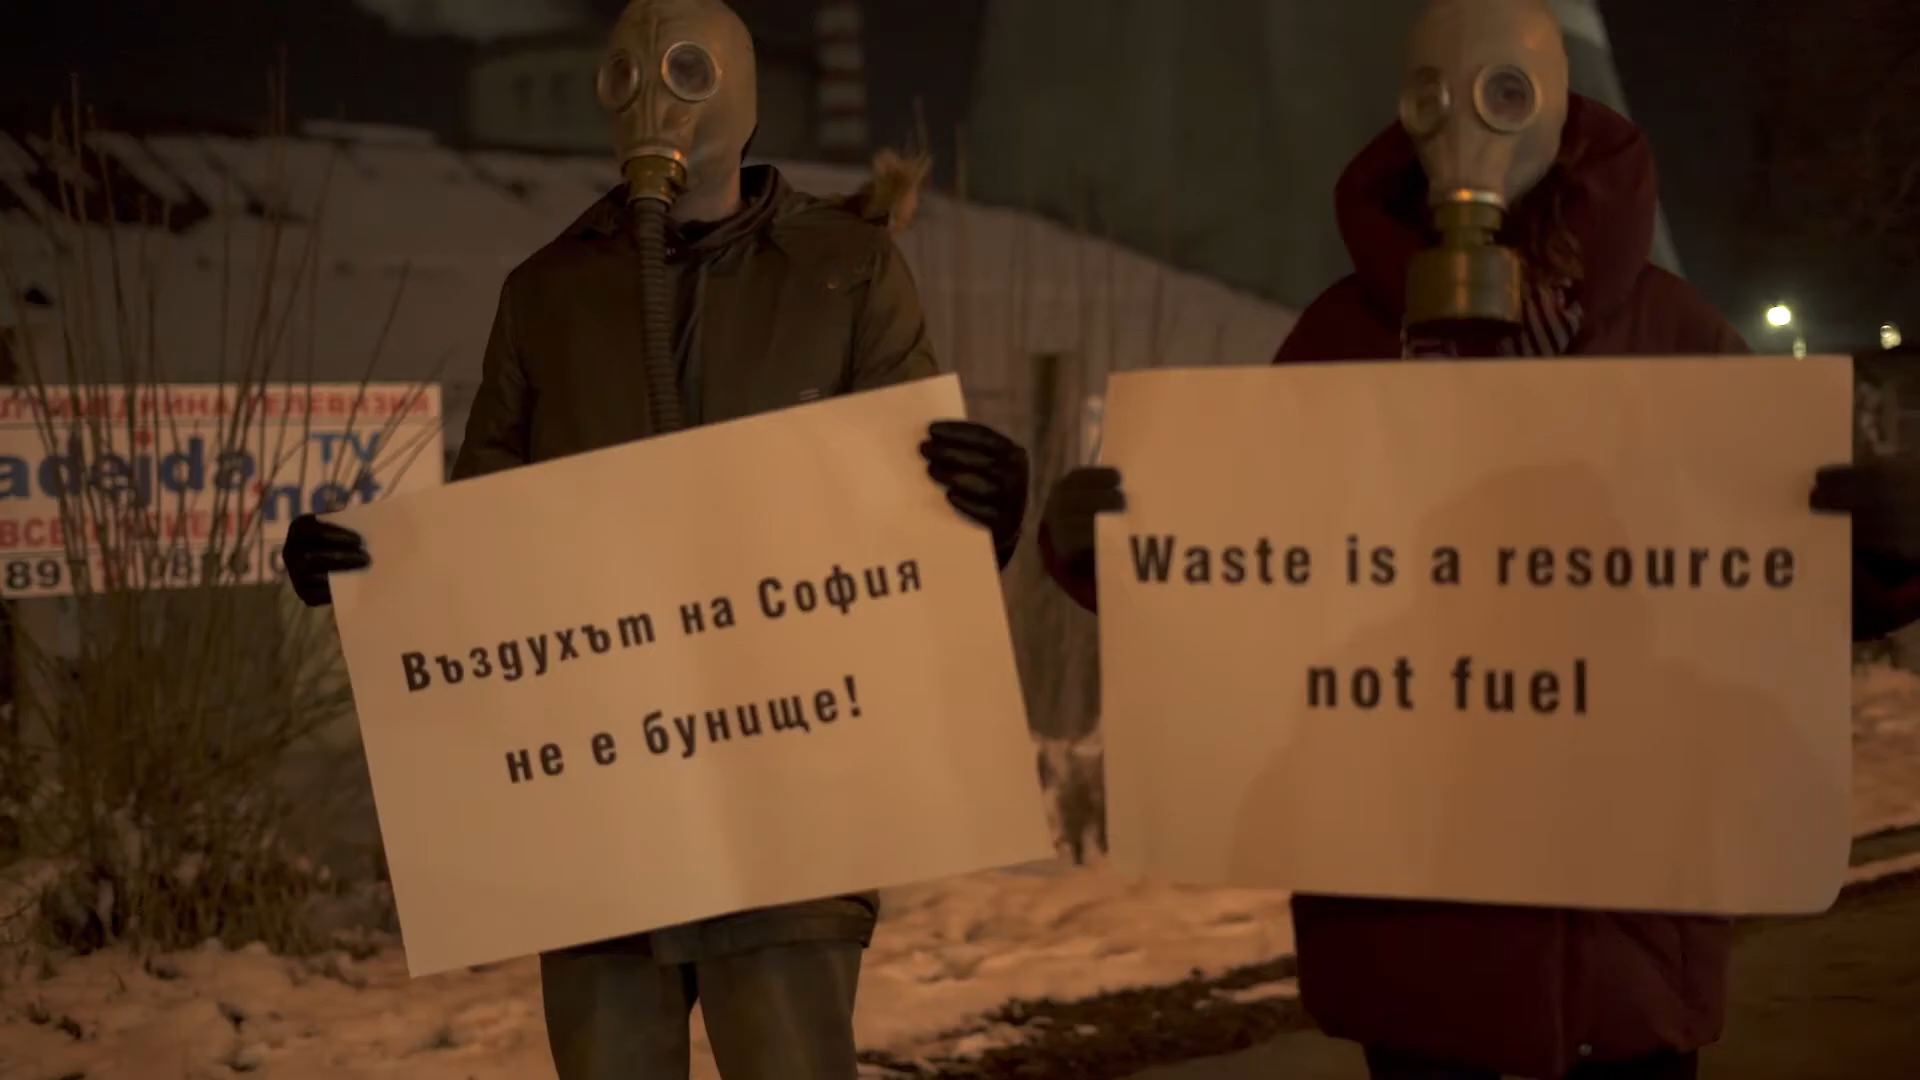 Въздухът на София
не е бунище!
Waste is a resource
not fuel
adejda TV
net